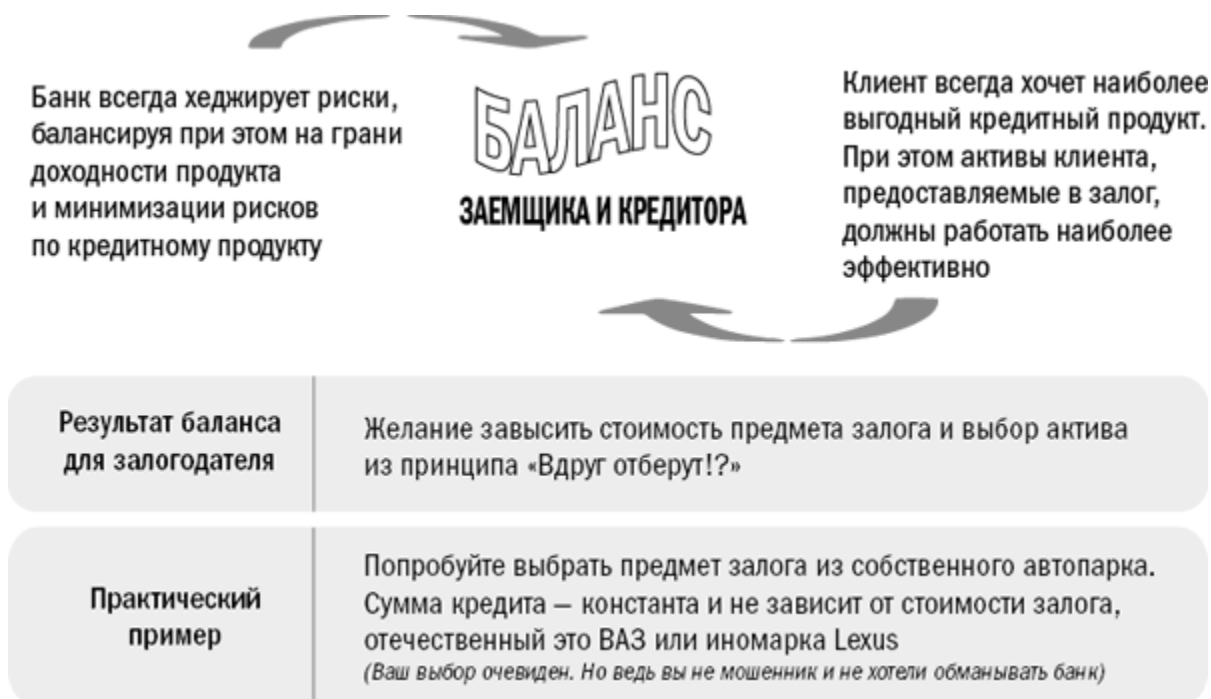 Банк всегда хеджирует риски,
балансируя при этом на грани
доходности продукта
и минимизации рисков
по кредитному продукту
БАЛАНС
ЗАЕМЩИКА И КРЕДИТОРА
Клиент всегда хочет наиболее
выгодный кредитный продукт.
При этом активы клиента,
предоставляемые в залог,
должны работать наиболее
эффективно
Результат баланса
для залогодателя
Желание завысить стоимость предмета залога и выбор актива
из принципа «Вдруг отберут!?»
Практический
пример
Попробуйте выбрать предмет залога из собственного автопарка.
Сумма кредита — константа и не зависит от стоимости залога,
отечественный это ВАЗ или иномарка Lexus
(Ваш выбор очевиден. Но ведь вы не мошенник и не хотели обманывать банк)